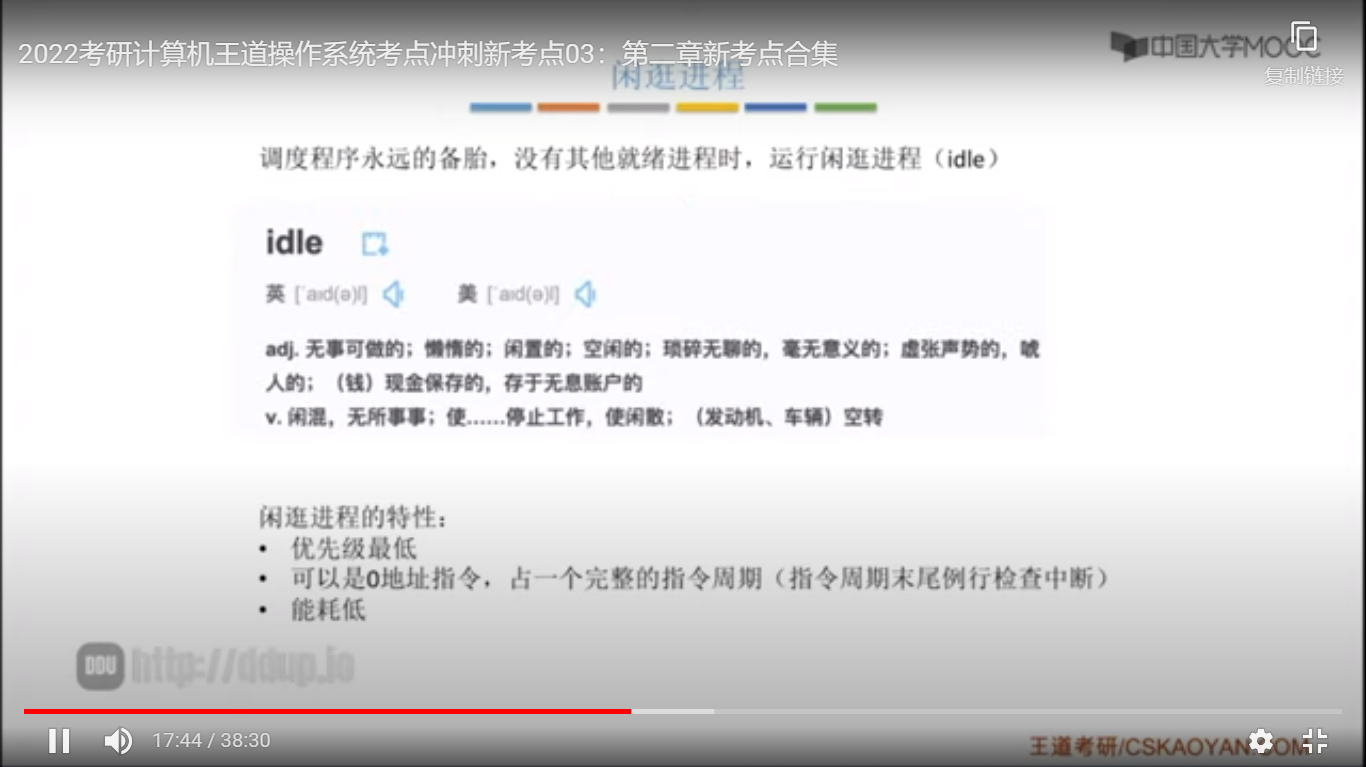 2022考研计算机王道操作系统考点冲刺新考点03：第二章新考点合集
中国大学MOOC
复制链接
闲逛进程
调度程序永远的备胎，没有其他就绪进程时，运行闲逛进程（idle）
idle
英 [ˈaɪd(ə)l] 美 [ˈaɪd(ə)l]
adj. 无事可做的；懒惰的；闲置的；空闲的；琐碎无聊的，毫无意义的；虚张声势的，唬
人的；（钱）现金保存的，存于无息账户的
v. 闲混，无所事事；使……停止工作，使闲散；（发动机、车辆）空转
闲逛进程的特性：
• 优先级最低
• 可以是0地址指令，占一个完整的指令周期（指令周期末尾例行检查中断）
• 能耗低
DDU http://ddup.io
17:44 / 38:30
王道考研/CSKAOYAN.COM